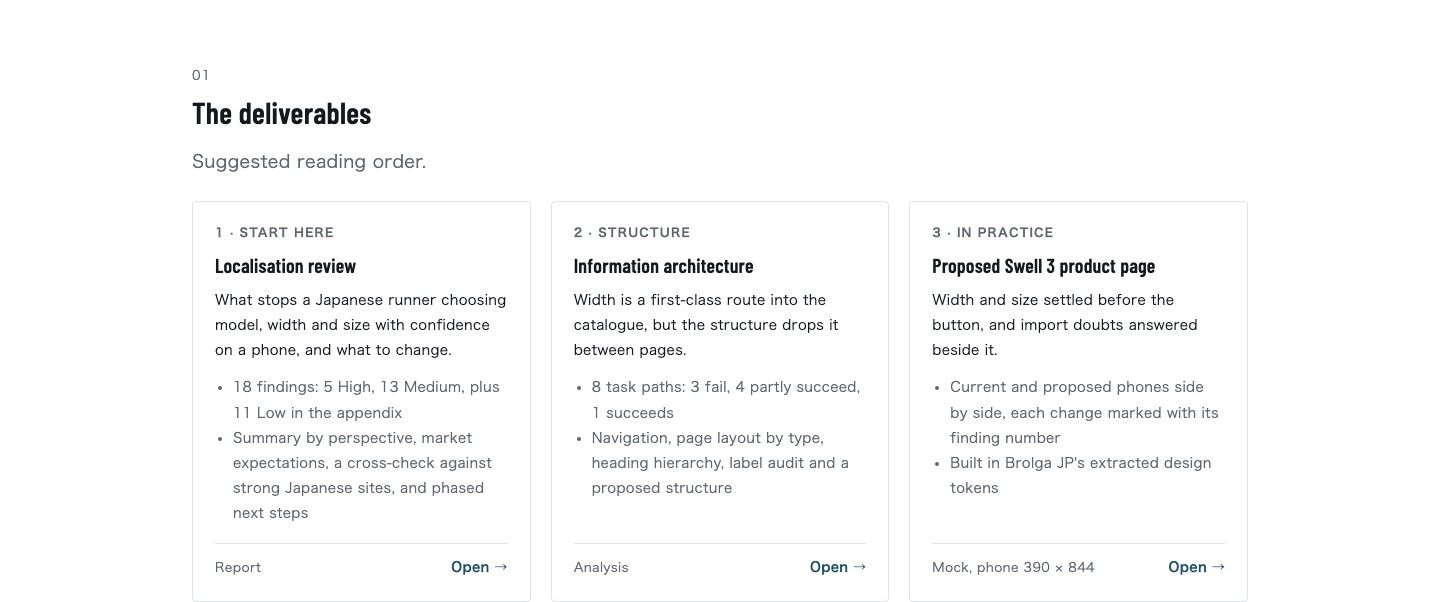 01
The deliverables
Suggested reading order.
1 · START HERE
Localisation review
What stops a Japanese runner choosing
model, width and size with confidence
on a phone, and what to change.
• 18 findings: 5 High, 13 Medium, plus
11 Low in the appendix
• Summary by perspective, market
expectations, a cross-check against
strong Japanese sites, and phased
next steps
Report
Open →
2 · STRUCTURE
Information architecture
Width is a first-class route into the
catalogue, but the structure drops it
between pages.
• 8 task paths: 3 fail, 4 partly succeed,
1 succeeds
• Navigation, page layout by type,
heading hierarchy, label audit and a
proposed structure
Analysis
Open →
3 · IN PRACTICE
Proposed Swell 3 product page
Width and size settled before the
button, and import doubts answered
beside it.
• Current and proposed phones side
by side, each change marked with its
finding number
• Built in Brolga JP's extracted design
tokens
Mock, phone 390 × 844
Open →